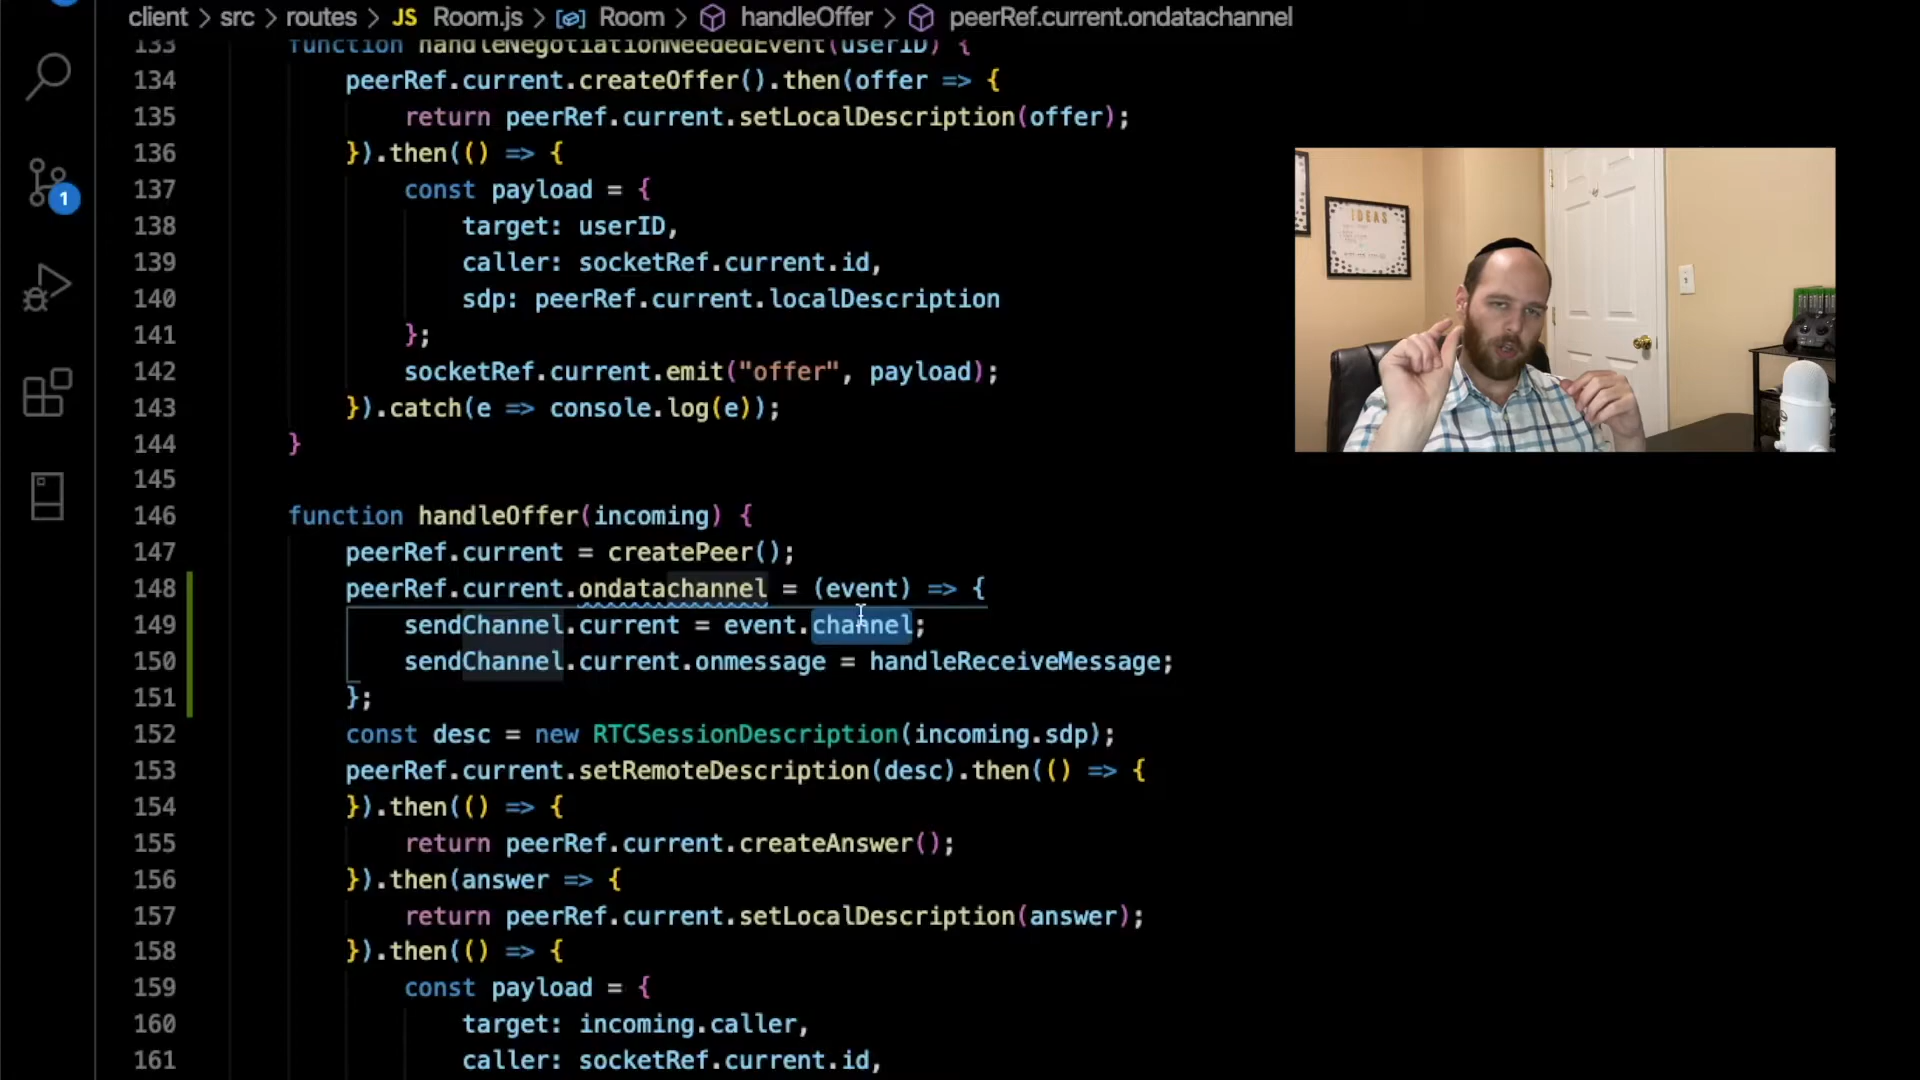 client > src > routes > JS Room.js > Room > handleOffer > peerRef.current.ondatachannel
133 function handleNegotiationNeededEvent(userID) {
134 peerRef.current.createOffer().then(offer => {
135 return peerRef.current.setLocalDescription(offer);
136 }).then(() => {
137 const payload = {
138 target: userID,
139 caller: socketRef.current.id,
140 sdp: peerRef.current.localDescription
141 };
142 socketRef.current.emit("offer", payload);
143 }).catch(e => console.log(e));
144 }
145
146 function handleOffer(incoming) {
147 peerRef.current = createPeer();
148 peerRef.current.ondatachannel = (event) => {
149 sendChannel.current = event.channel;
150 sendChannel.current.onmessage = handleReceiveMessage;
151 };
152 const desc = new RTCSessionDescription(incoming.sdp);
153 peerRef.current.setRemoteDescription(desc).then(() => {
154 }).then(() => {
155 return peerRef.current.createAnswer();
156 }).then(answer => {
157 return peerRef.current.setLocalDescription(answer);
158 }).then(() => {
159 const payload = {
160 target: incoming.caller,
161 caller: socketRef.current.id,
1
IDEAS